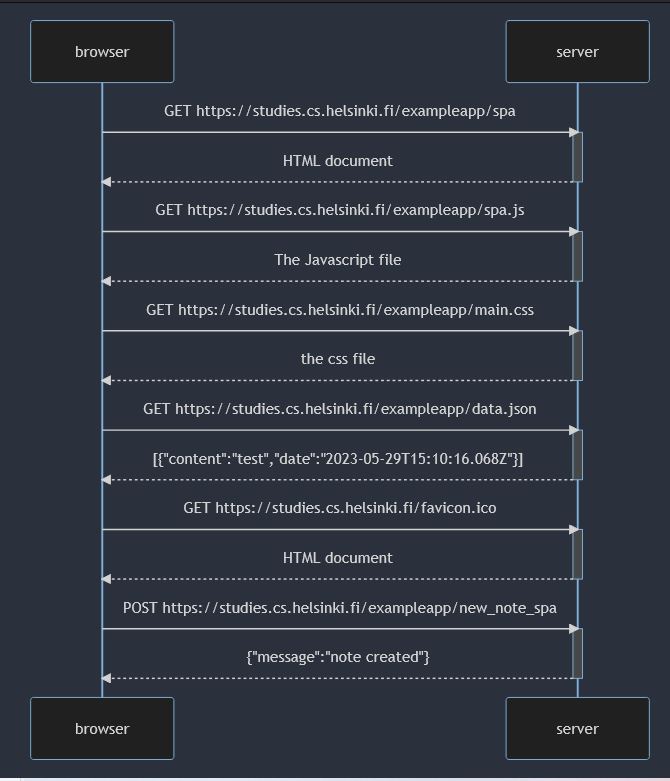 browser
server
GET https://studies.cs.helsinki.fi/exampleapp/spa
HTML document
GET https://studies.cs.helsinki.fi/exampleapp/spa.js
The Javascript file
GET https://studies.cs.helsinki.fi/exampleapp/main.css
the css file
GET https://studies.cs.helsinki.fi/exampleapp/data.json
[{"content":"test","date":"2023-05-29T15:10:16.068Z"}]
GET https://studies.cs.helsinki.fi/favicon.ico
HTML document
POST https://studies.cs.helsinki.fi/exampleapp/new_note_spa
{"message":"note created"}
browser
server